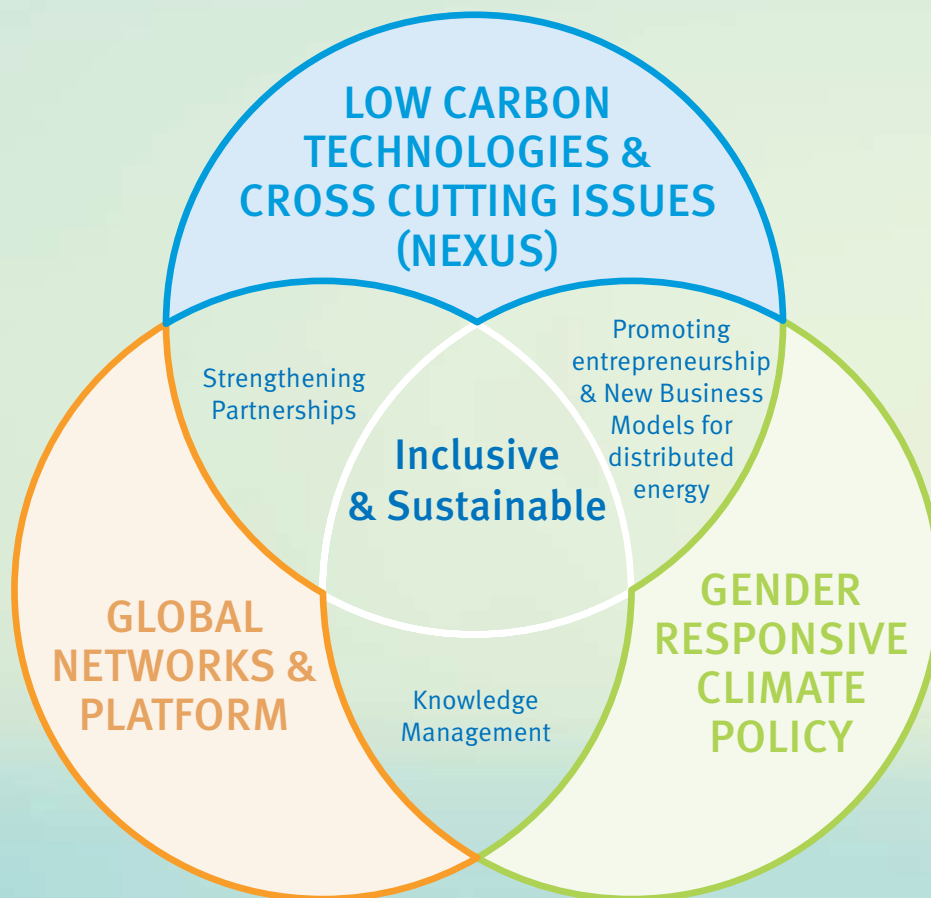 LOW CARBON
TECHNOLOGIES &
CROSS CUTTING ISSUES
(NEXUS)
Strengthening
Partnerships
Promoting
entrepreneurship
& New Business
Models for
distributed
energy
Inclusive
& Sustainable
GLOBAL
NETWORKS &
PLATFORM
GENDER
RESPONSIVE
CLIMATE
POLICY
Knowledge
Management